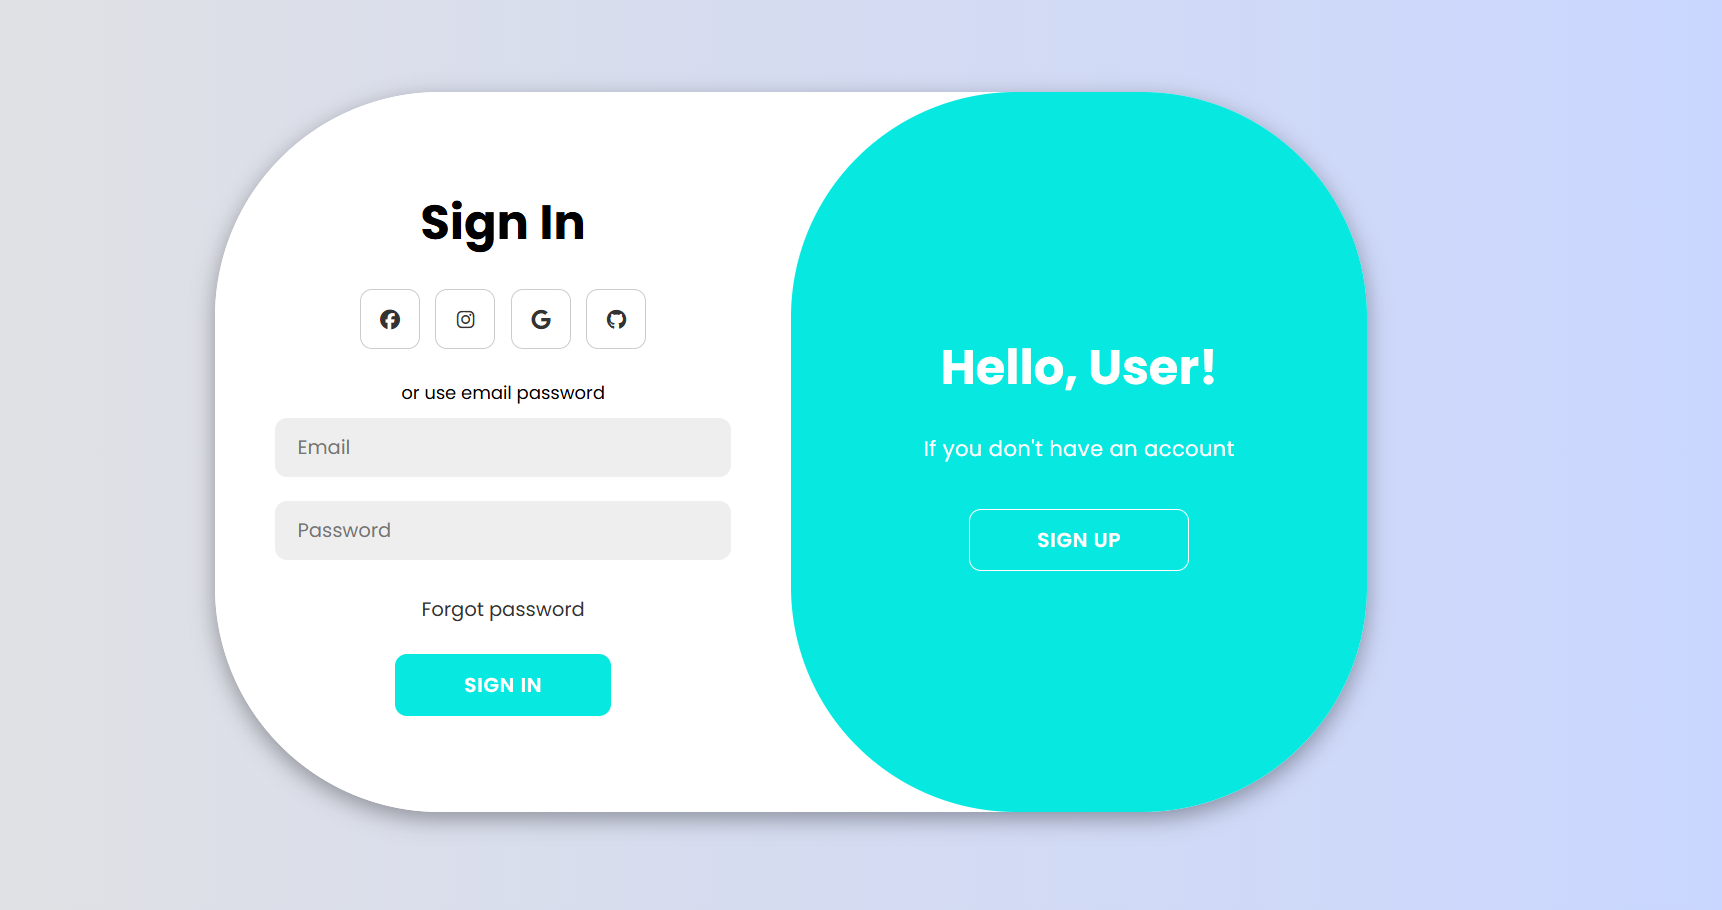 Sign In
or use email password
Email
Password
Forgot password
SIGN IN
Hello, User!
If you don't have an account
SIGN UP